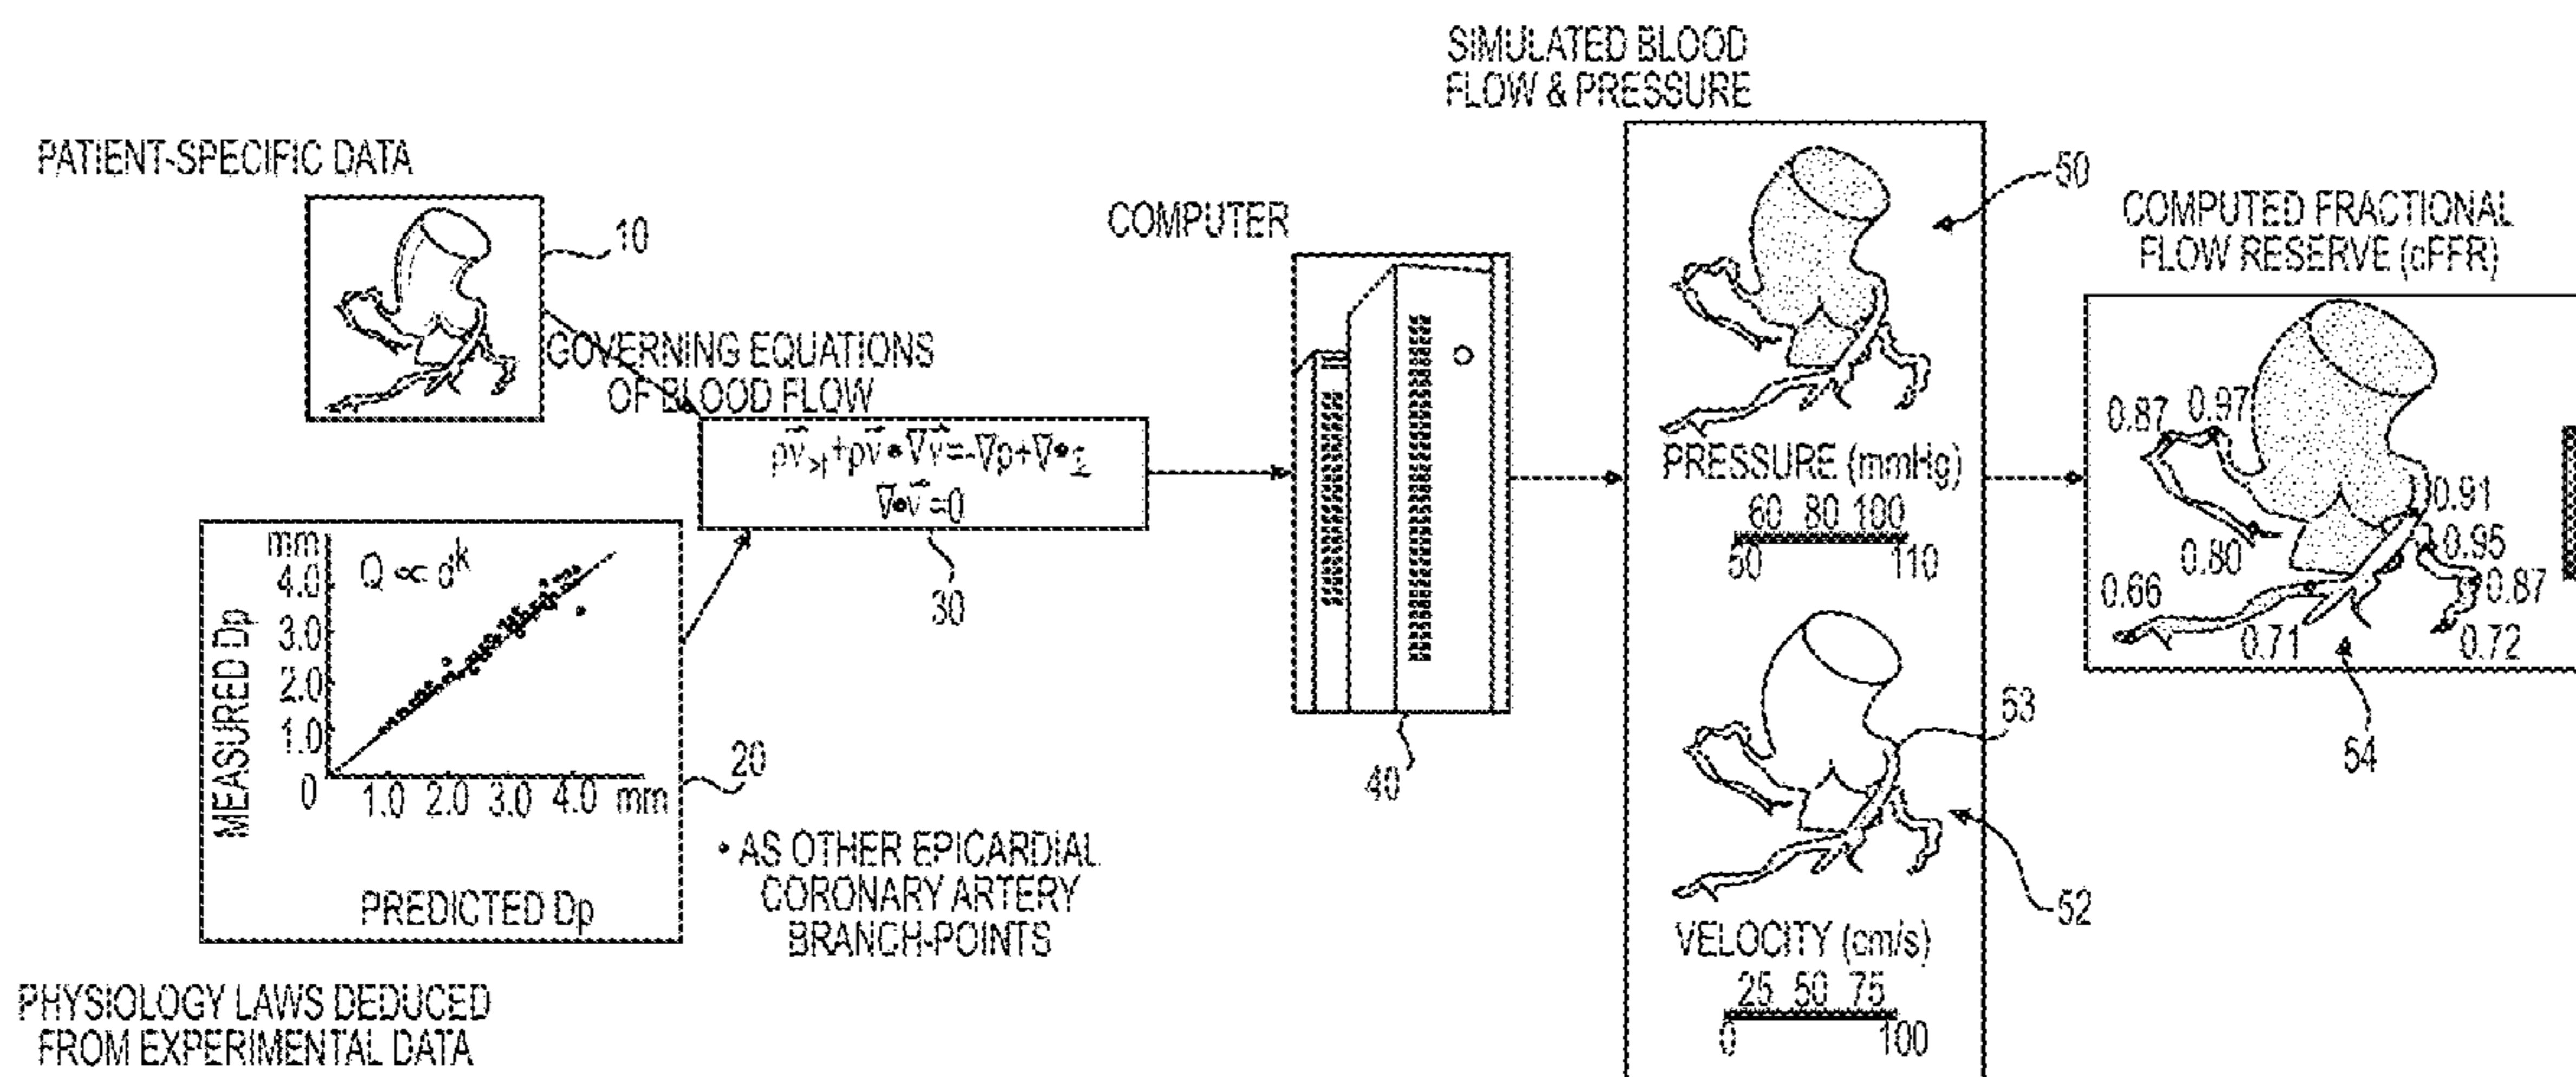 PATIENT-SPECIFIC DATA
10
GOVERNING EQUATIONS
OF BLOOD FLOW
ρv⃗,t+ρv⃗•∇v⃗=-∇p+∇•τ
∇•v⃗=0
30
mm
4.0
3.0
2.0
1.0
0
Q ∝ d^k
MEASURED Dp
1.0 2.0 3.0 4.0 mm
PREDICTED Dp
20
• AS OTHER EPICARDIAL
CORONARY ARTERY
BRANCH-POINTS
PHYSIOLOGY LAWS DEDUCED
FROM EXPERIMENTAL DATA
COMPUTER
40
SIMULATED BLOOD
FLOW & PRESSURE
50
PRESSURE (mmHg)
60 80 100
50 110
53
52
VELOCITY (cm/s)
25 50 75
0 100
COMPUTED FRACTIONAL
FLOW RESERVE (cFFR)
0.87 0.97
0.91
0.95
0.80
0.87
0.66
0.71
0.72
54